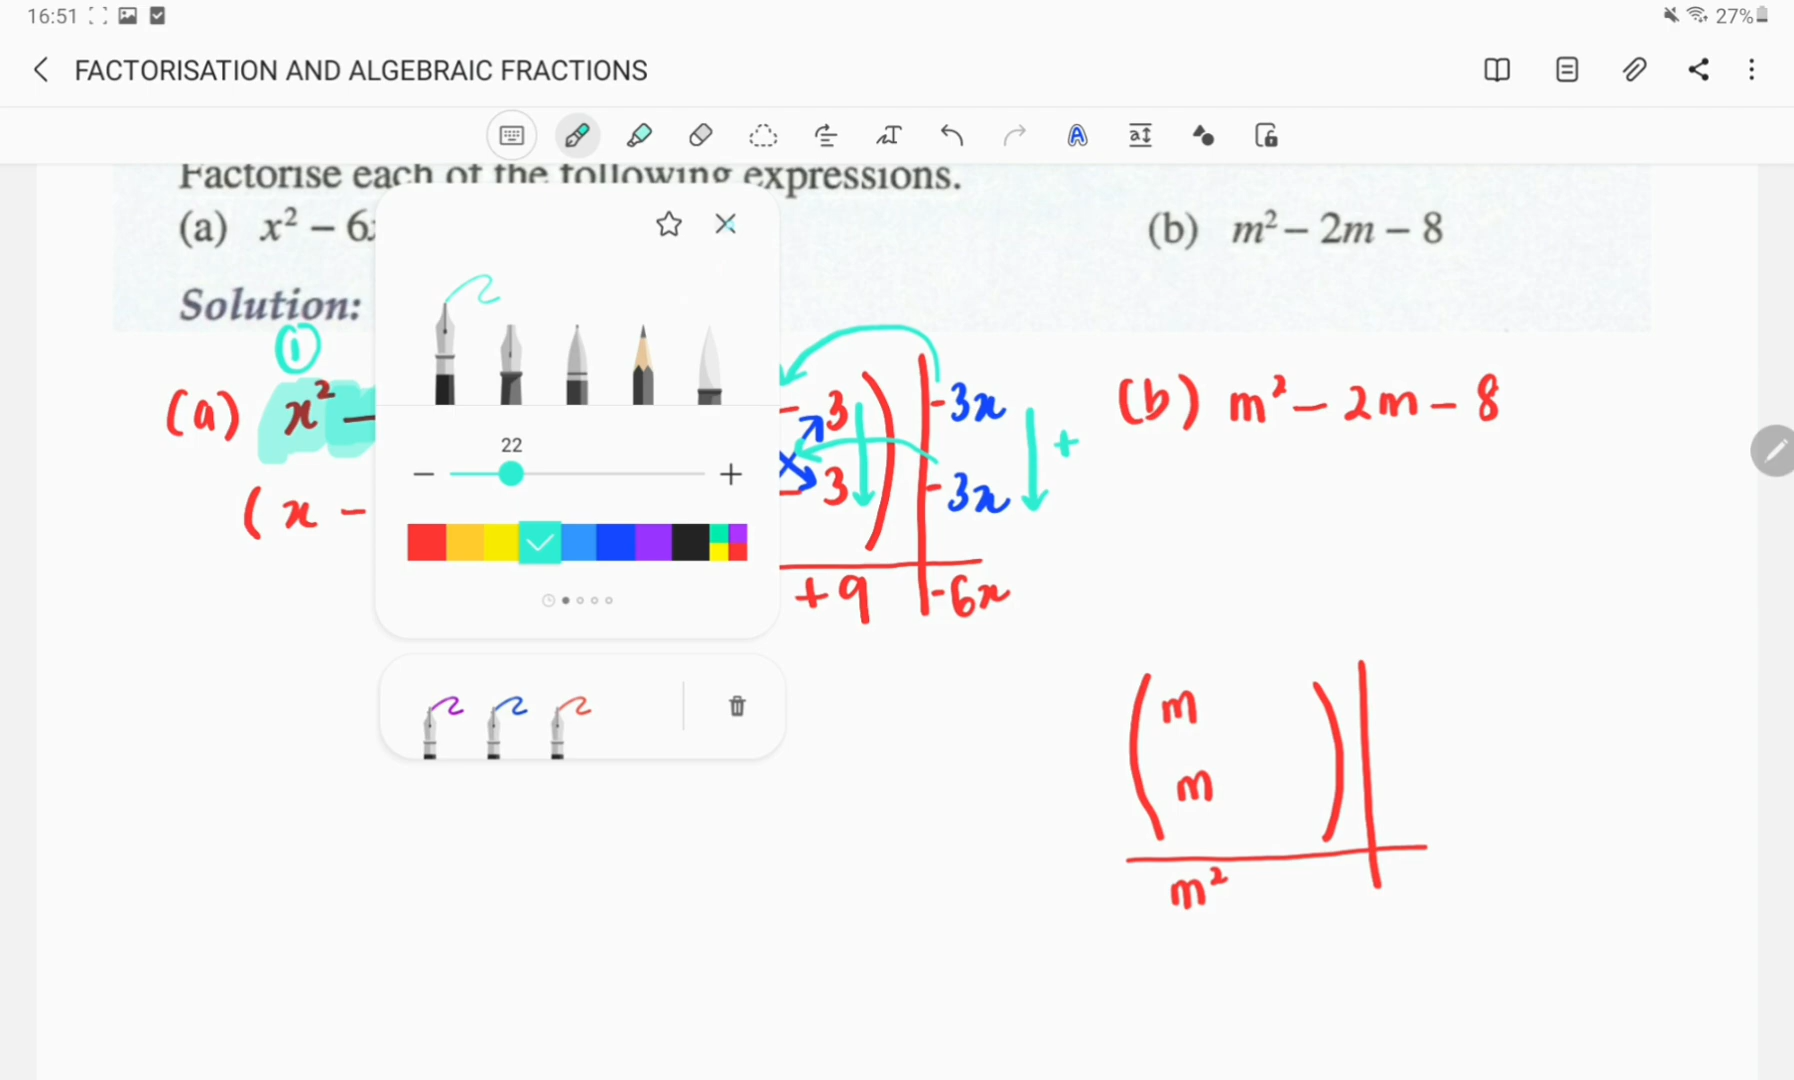 16:51 27%
FACTORISATION AND ALGEBRAIC FRACTIONS
Factorise each of the following expressions.
(a) x² – 6 (b) m² – 2m – 8
Solution:
①
(a) x² – – 3 -3x + (b) m² – 2m – 8
(x – – 3 -3x
+9 -6x
22
m
m
m²